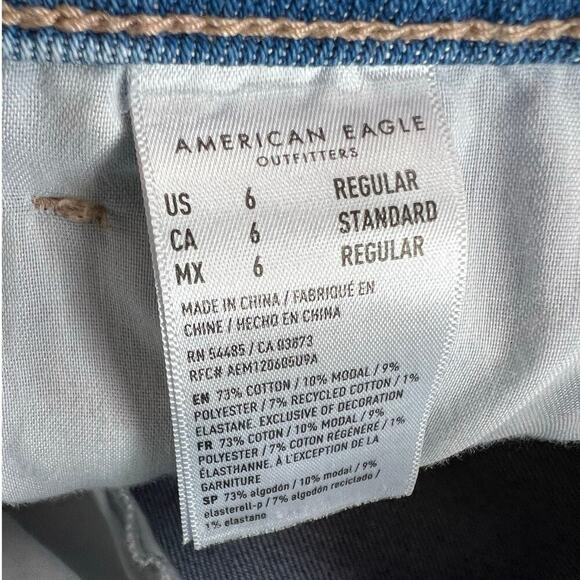 AMERICAN EAGLE
OUTFITTERS
US 6 REGULAR
CA 6 STANDARD
MX 6 REGULAR
MADE IN CHINA / FABRIQUÉ EN
CHINE / HECHO EN CHINA
RN 54485 / CA 03873
RFC# AEM120605U9A
EN 73% COTTON / 10% MODAL / 9%
POLYESTER / 7% RECYCLED COTTON / 1%
ELASTANE. EXCLUSIVE OF DECORATION
FR 73% COTON / 10% MODAL / 9%
POLYESTER / 7% COTON RÉGÉNÉRÉ / 1%
ÉLASTHANNE. À L'EXCEPTION DE LA
GARNITURE
SP 73% algodón / 10% modal / 9%
elasterell-p / 7% algodón reciclado /
1% elastano